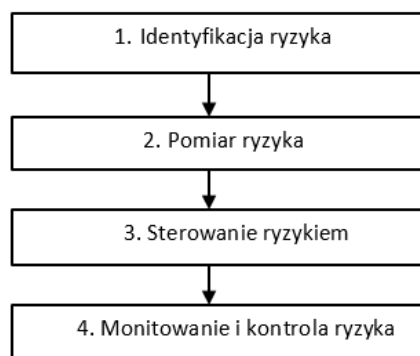 1. Identyfikacja ryzyka
2. Pomiar ryzyka
3. Sterowanie ryzykiem
4. Monitowanie i kontrola ryzyka